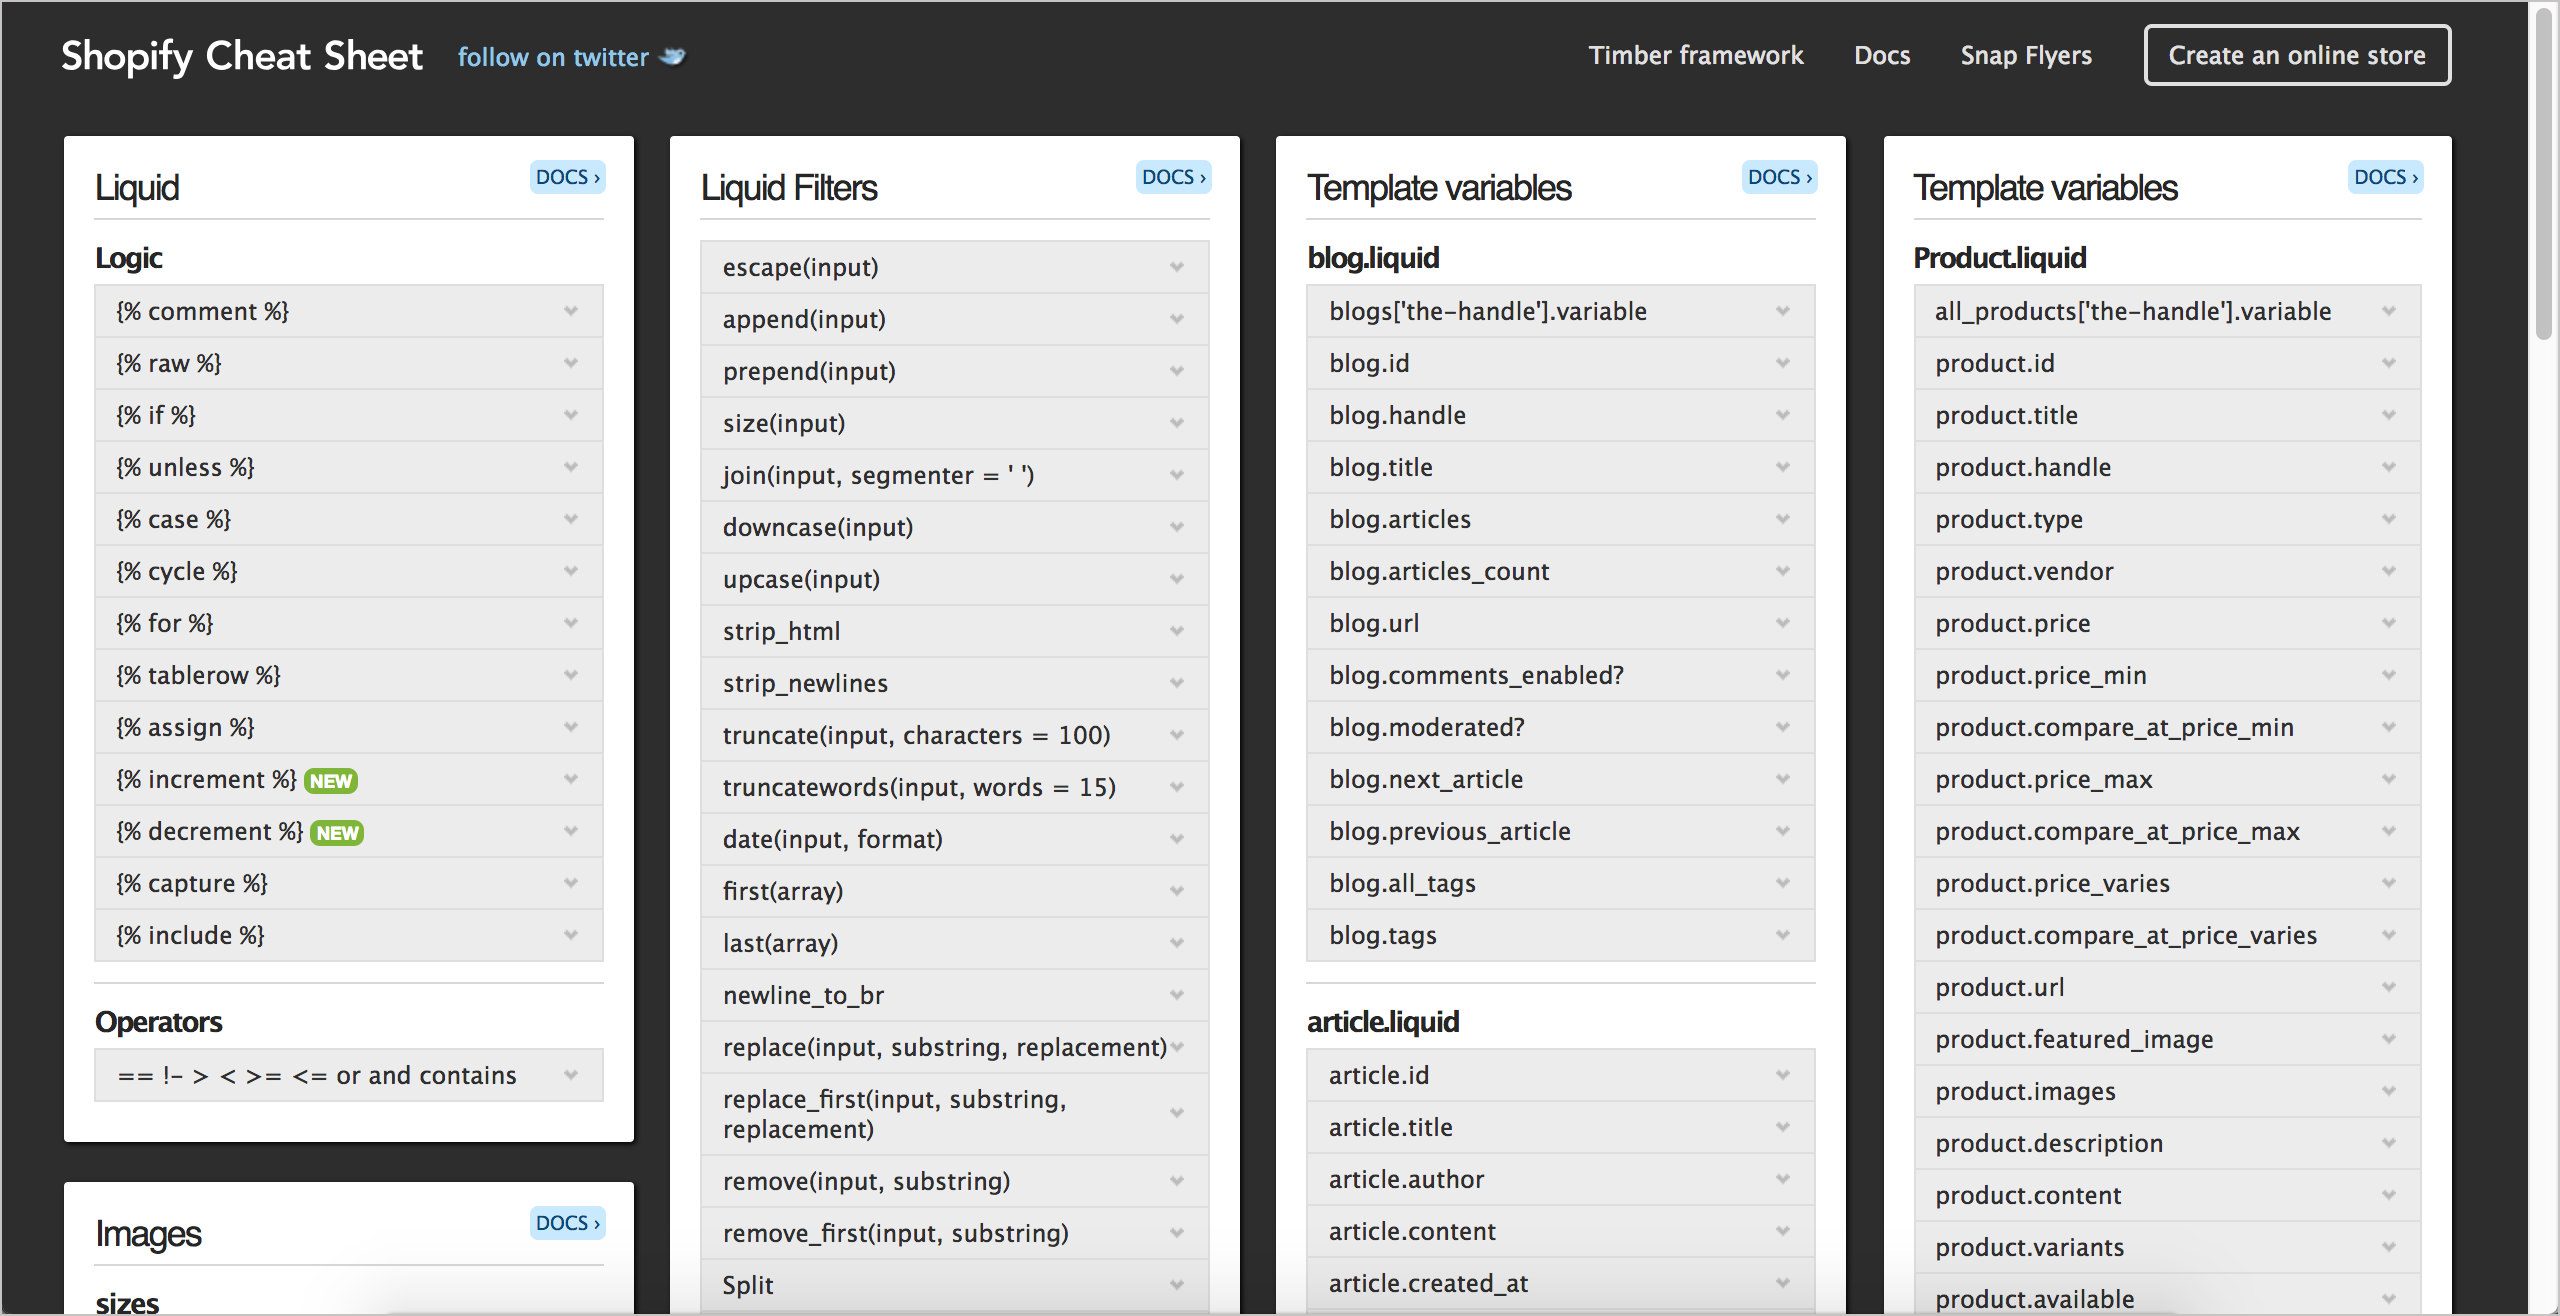 Shopify Cheat Sheet
follow on twitter
Timber framework
Docs
Snap Flyers
Create an online store
Liquid
DOCS ›
Logic
{% comment %}
{% raw %}
{% if %}
{% unless %}
{% case %}
{% cycle %}
{% for %}
{% tablerow %}
{% assign %}
{% increment %} NEW
{% decrement %} NEW
{% capture %}
{% include %}
Operators
== !- > < >= <= or and contains
Images
DOCS ›
sizes
Liquid Filters
DOCS ›
escape(input)
append(input)
prepend(input)
size(input)
join(input, segmenter = ' ')
downcase(input)
upcase(input)
strip_html
strip_newlines
truncate(input, characters = 100)
truncatewords(input, words = 15)
date(input, format)
first(array)
last(array)
newline_to_br
replace(input, substring, replacement)
replace_first(input, substring,
replacement)
remove(input, substring)
remove_first(input, substring)
Split
Template variables
DOCS ›
blog.liquid
blogs['the-handle'].variable
blog.id
blog.handle
blog.title
blog.articles
blog.articles_count
blog.url
blog.comments_enabled?
blog.moderated?
blog.next_article
blog.previous_article
blog.all_tags
blog.tags
article.liquid
article.id
article.title
article.author
article.content
article.created_at
Template variables
DOCS ›
Product.liquid
all_products['the-handle'].variable
product.id
product.title
product.handle
product.type
product.vendor
product.price
product.price_min
product.compare_at_price_min
product.price_max
product.compare_at_price_max
product.price_varies
product.compare_at_price_varies
product.url
product.featured_image
product.images
product.description
product.content
product.variants
product.available